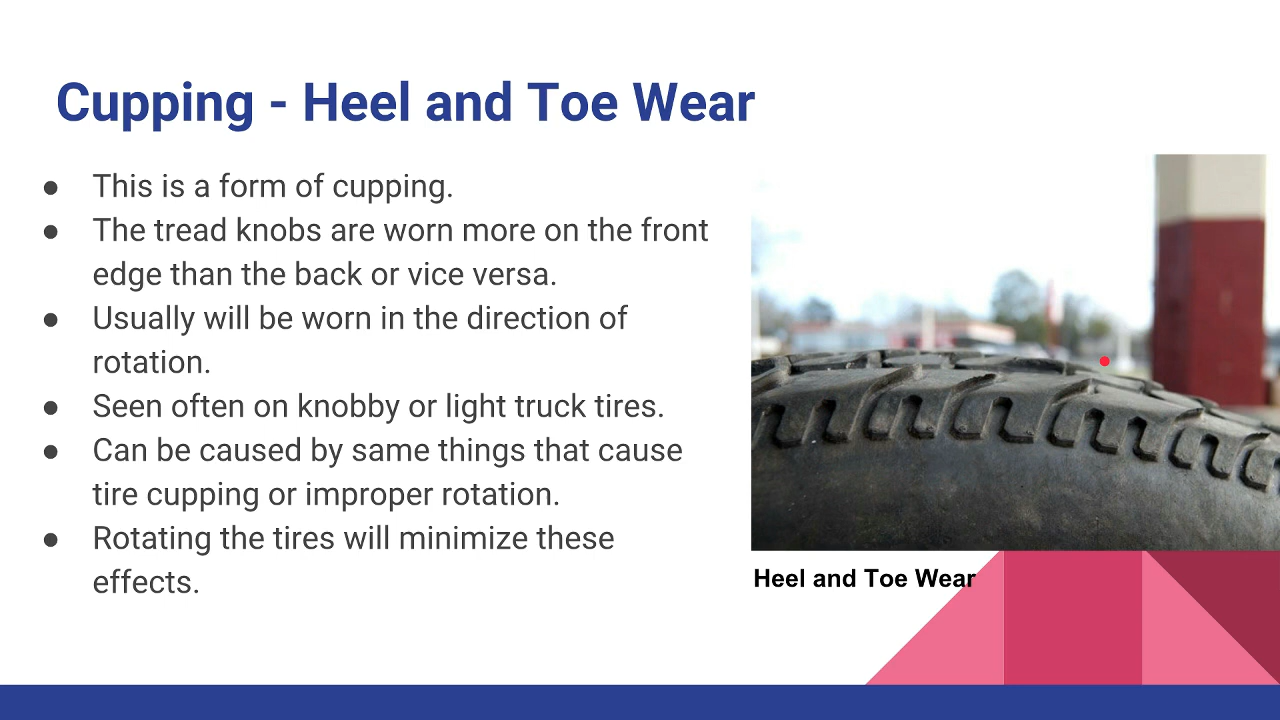 Cupping - Heel and Toe Wear
● This is a form of cupping.
● The tread knobs are worn more on the front
edge than the back or vice versa.
● Usually will be worn in the direction of
rotation.
● Seen often on knobby or light truck tires.
● Can be caused by same things that cause
tire cupping or improper rotation.
● Rotating the tires will minimize these
effects.
Heel and Toe Wear